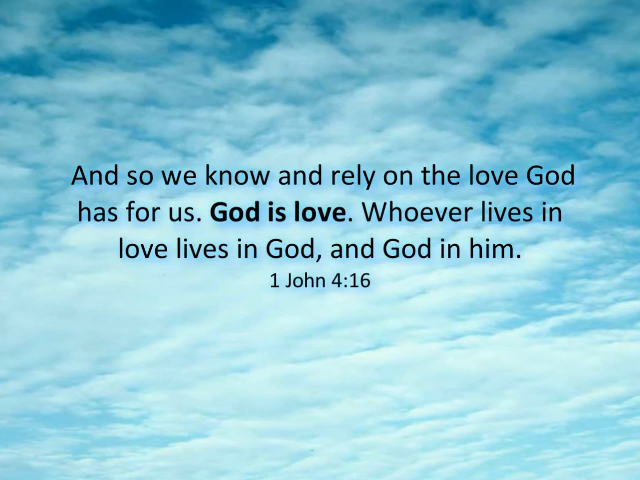 And so we know and rely on the love God
has for us. God is love. Whoever lives in
love lives in God, and God in him.
1 John 4:16